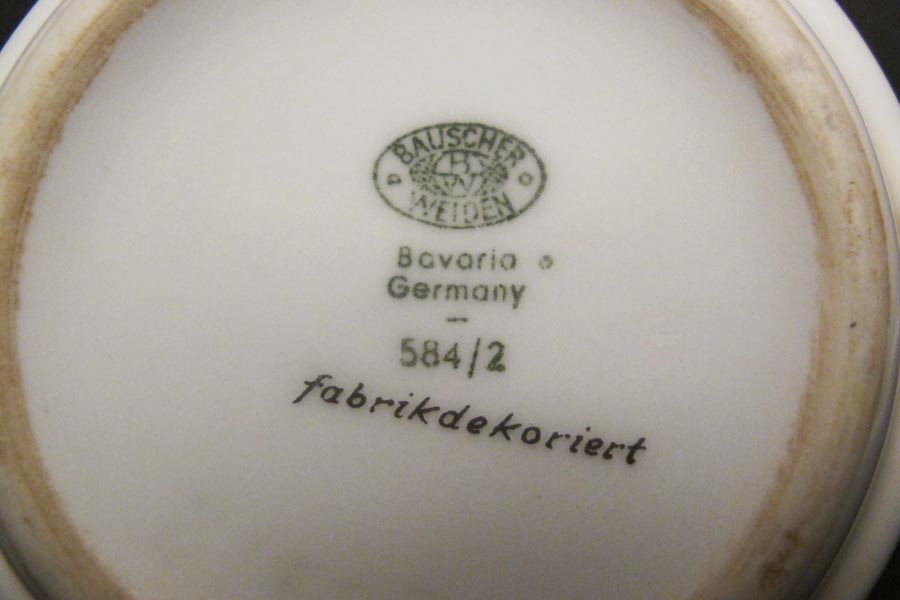 BAUSCHER
B
W
WEIDEN
Bavaria
Germany
—
584/2
fabrikdekoriert